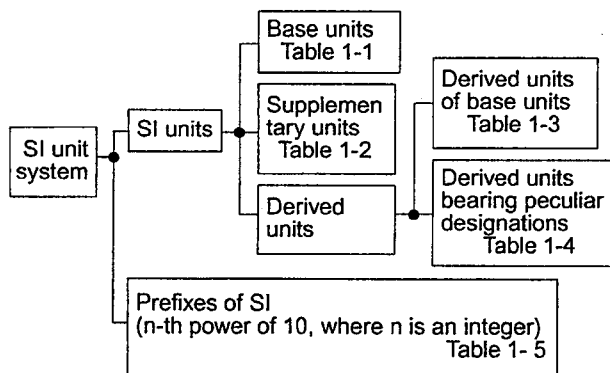 SI unit
system
SI units
Base units
Table 1-1
Supplemen
tary units
Table 1-2
Derived
units
Derived units
of base units
Table 1-3
Derived units
bearing peculiar
designations
Table 1-4
Prefixes of SI
(n-th power of 10, where n is an integer)
Table 1- 5